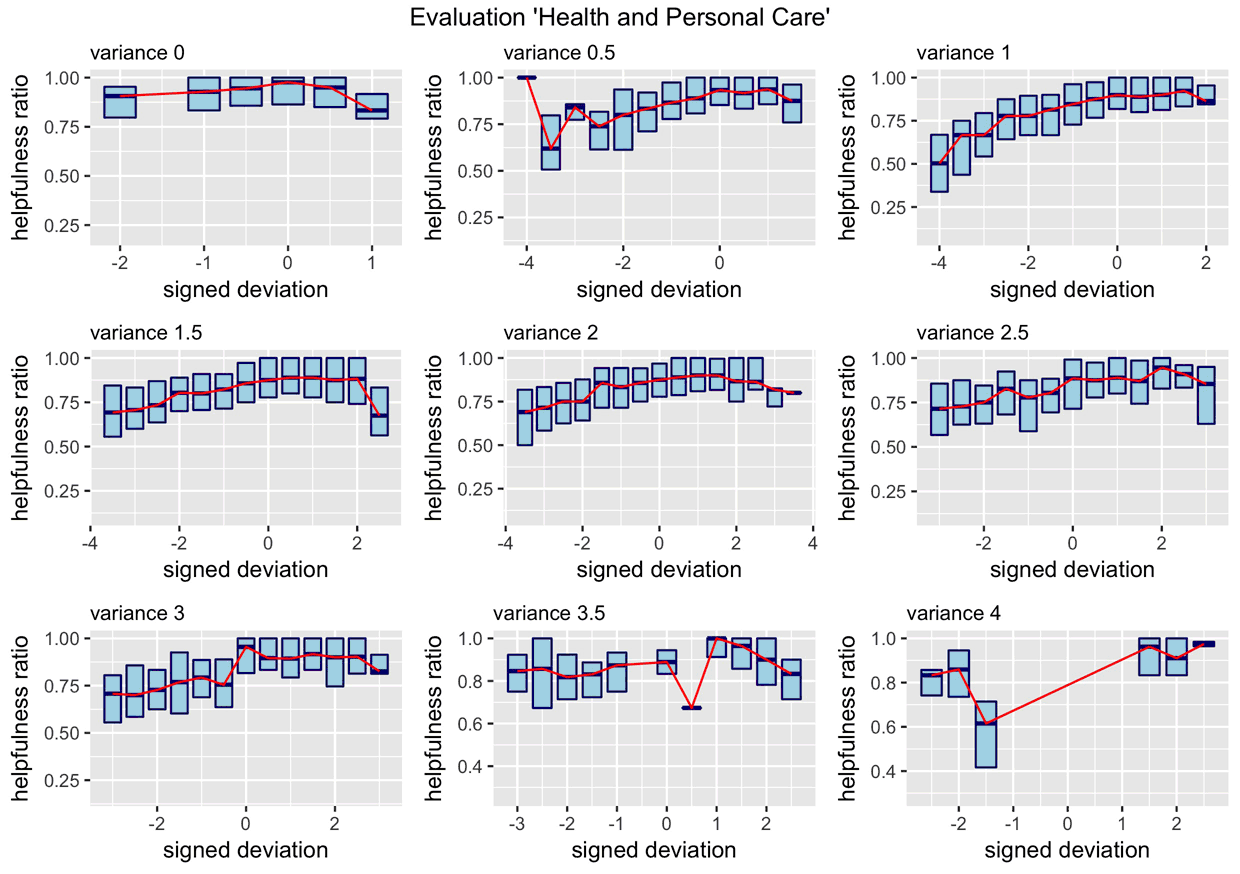 Evaluation 'Health and Personal Care'
variance 0
helpfulness ratio
1.00
0.75
0.50
0.25
-2 -1 0 1
signed deviation
variance 0.5
helpfulness ratio
1.00
0.75
0.50
0.25
-4 -2 0
signed deviation
variance 1
helpfulness ratio
1.00
0.75
0.50
0.25
-4 -3 -2 -1 0 1 2
signed deviation
variance 1.5
helpfulness ratio
1.00
0.75
0.50
0.25
-4 -2 0 2
signed deviation
variance 2
helpfulness ratio
1.00
0.75
0.50
0.25
-4 -3 -2 -1 0 1 2 3 4
signed deviation
variance 2.5
helpfulness ratio
1.00
0.75
0.50
0.25
-2 0 2
signed deviation
variance 3
helpfulness ratio
1.00
0.75
0.50
0.25
-2 0 2
signed deviation
variance 3.5
helpfulness ratio
1.0
0.8
0.6
0.4
-3 -2 -1 0 1 2
signed deviation
variance 4
helpfulness ratio
1.0
0.8
0.6
0.4
-2 -1 0 1 2
signed deviation